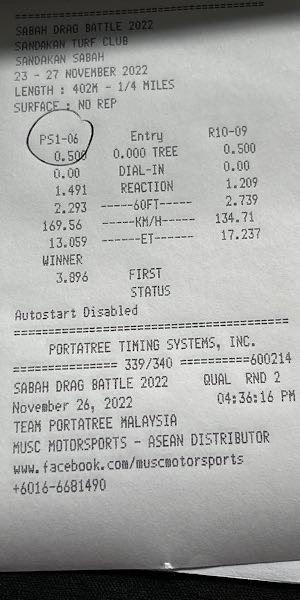 SABAH DRAG BATTLE 2022
SANDAKAN TURF CLUB
SANDAKAN SABAH
23 - 27 NOVEMBER 2022
LENGTH : 402M - 1/4 MILES
SURFACE : NO REP
PS1-06 Entry R10-09
0.500 0.000 TREE 0.500
0.00 DIAL-IN 0.00
1.491 REACTION 1.209
2.293 -----60FT----- 2.739
169.56 -----KM/H----- 134.71
13.059 ------ET------ 17.237
WINNER
3.896 FIRST
STATUS
Autostart Disabled
==========================================
PORTATREE TIMING SYSTEMS, INC.
=============== 339/340 ==========600214
SABAH DRAG BATTLE 2022 QUAL RND 2
November 26, 2022 04:36:16 PM
TEAM PORTATREE MALAYSIA
MUSC MOTORSPORTS - ASEAN DISTRIBUTOR
www.facebook.com/muscmotorsports
+6016-6681490